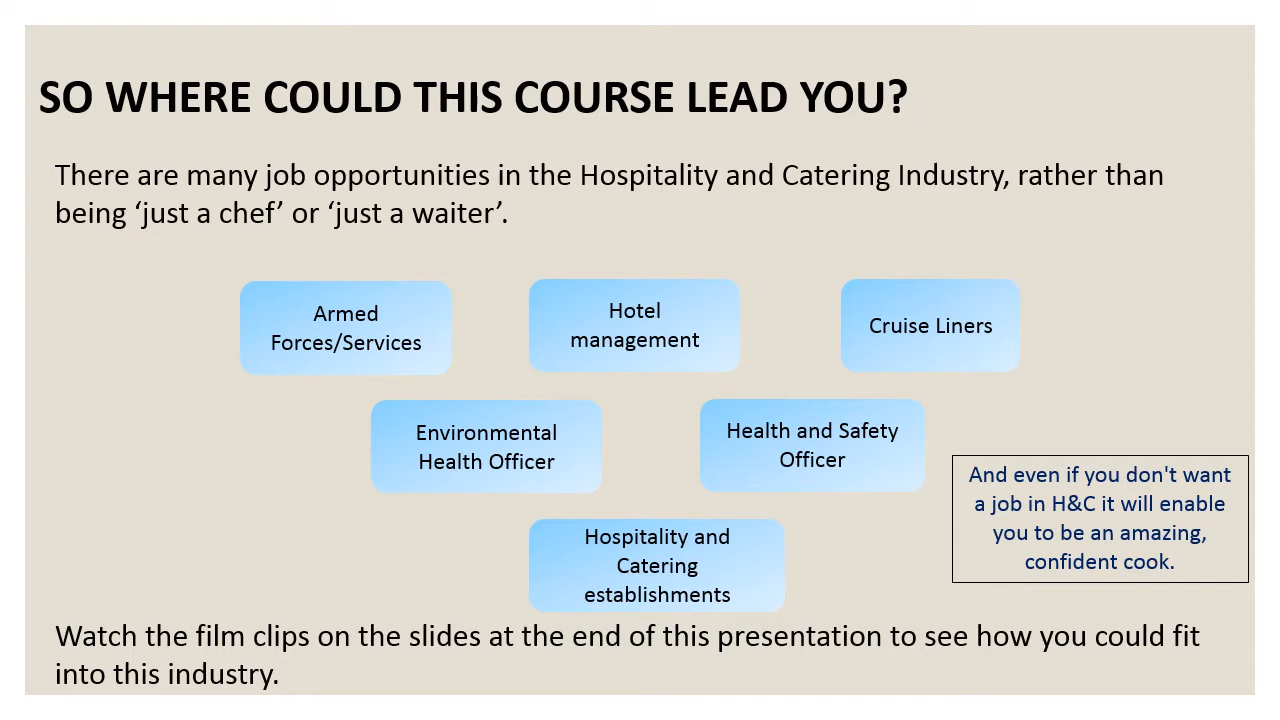 SO WHERE COULD THIS COURSE LEAD YOU?
There are many job opportunities in the Hospitality and Catering Industry, rather than
being ‘just a chef’ or ‘just a waiter’.
Armed
Forces/Services
Hotel
management
Cruise Liners
Environmental
Health Officer
Health and Safety
Officer
And even if you don't want
a job in H&C it will enable
you to be an amazing,
confident cook.
Hospitality and
Catering
establishments
Watch the film clips on the slides at the end of this presentation to see how you could fit
into this industry.